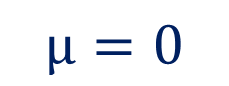 μ = 0